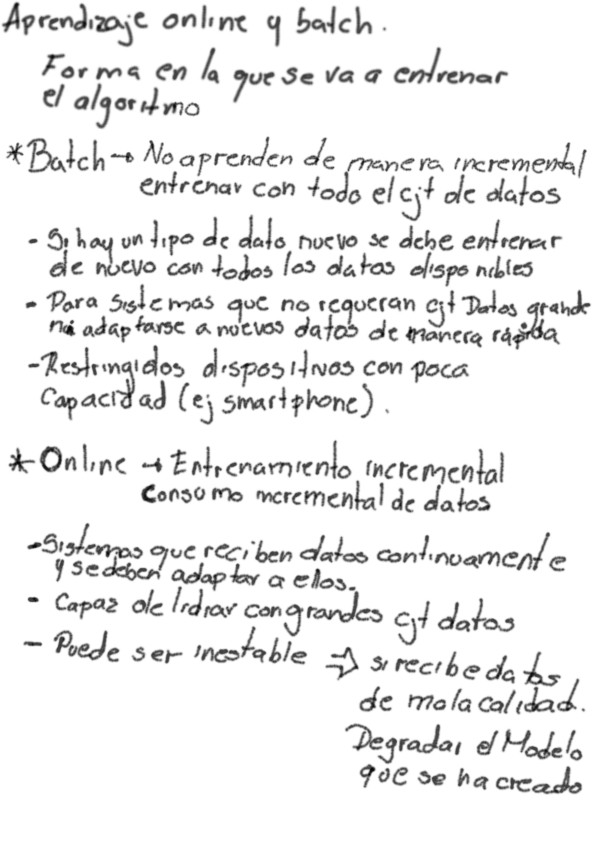 Aprendizaje online y batch.
Forma en la que se va a entrenar
el algoritmo
*Batch → No aprenden de manera incremental
entrenar con todo el cjt de datos
- Si hay un tipo de dato nuevo se debe entrenar
de nuevo con todos los datos disponibles
- Para sistemas que no requeran cjt Datos grande
ni adaptarse a nuevos datos de manera rápida
- Restringidos dispositivos con poca
Capacidad (ej smartphone).
*Online → Entrenamiento incremental
Consumo incremental de datos
- Sistemas que reciben datos continuamente
y se deben adaptar a ellos.
- Capaz de lidiar con grandes cjt datos
- Puede ser inestable ⇒ si recibe datos
de mala calidad.
Degradar el Modelo
que se ha creado